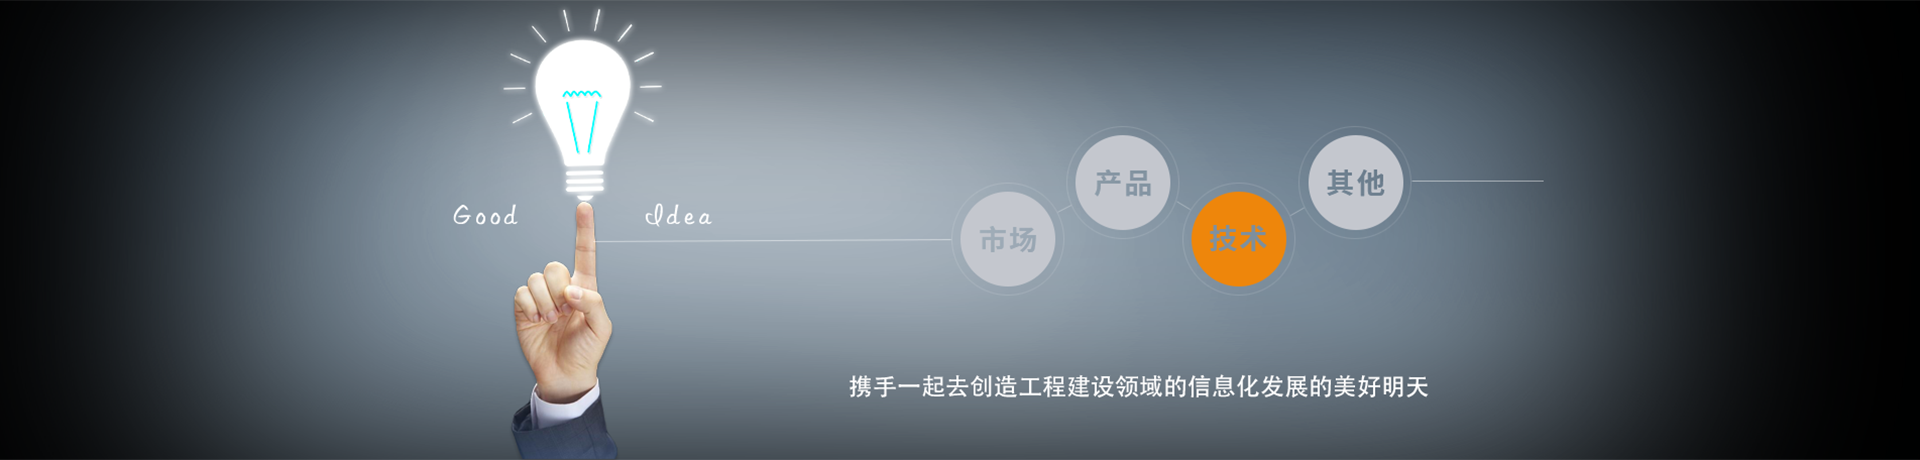 Good Idea
市场
产品
技术
其他
携手一起去创造工程建设领域的信息化发展的美好明天